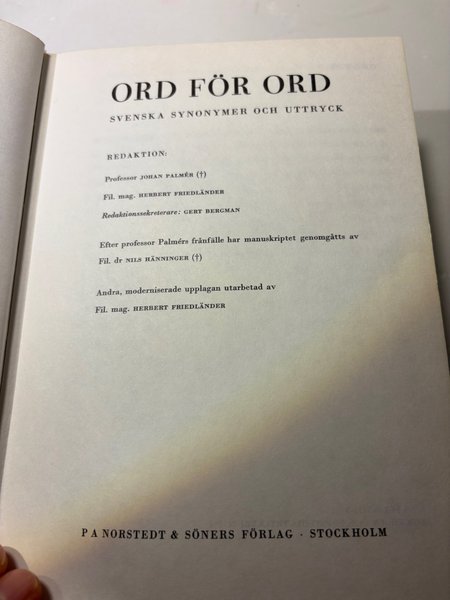 ORD FÖR ORD
SVENSKA SYNONYMER OCH UTTRYCK
REDAKTION:
Professor JOHAN PALMÉR (†)
Fil. mag. HERBERT FRIEDLÄNDER
Redaktionssekreterare: GERT BERGMAN
Efter professor Palmérs frånfälle har manuskriptet genomgåtts av
Fil. dr NILS HÄNNINGER (†)
Andra, moderniserade upplagan utarbetad av
Fil. mag. HERBERT FRIEDLÄNDER
P A NORSTEDT & SÖNERS FÖRLAG · STOCKHOLM